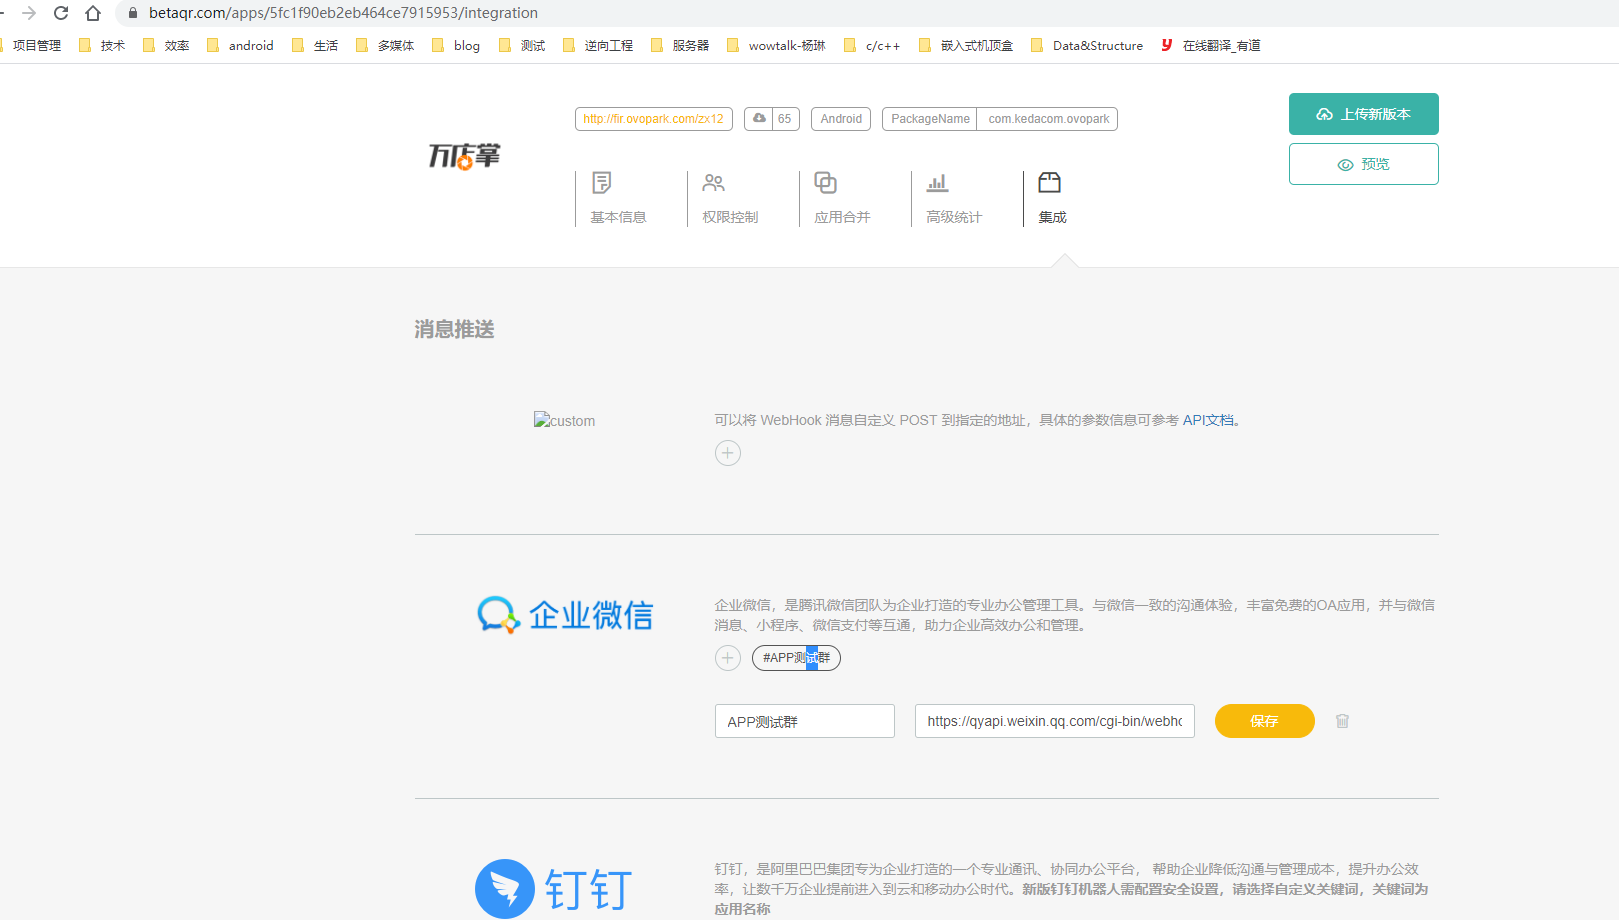 betaqr.com/apps/5fc1f90eb2eb464ce7915953/integration
项目管理 技术 效率 android 生活 多媒体 blog 测试 逆向工程 服务器 wowtalk-杨琳 c/c++ 嵌入式机顶盒 Data&Structure 在线翻译_有道
http://fir.ovopark.com/zx12 65 Android PackageName com.kedacom.ovopark
上传新版本
万店掌
预览
基本信息 权限控制 应用合并 高级统计 集成
消息推送
custom
可以将 WebHook 消息自定义 POST 到指定的地址，具体的参数信息可参考 API文档。
企业微信
企业微信，是腾讯微信团队为企业打造的专业办公管理工具。与微信一致的沟通体验，丰富免费的OA应用，并与微信
消息、小程序、微信支付等互通，助力企业高效办公和管理。
#APP测试群
APP测试群 https://qyapi.weixin.qq.com/cgi-bin/webho 保存
钉钉
钉钉，是阿里巴巴集团专为企业打造的一个专业通讯、协同办公平台， 帮助企业降低沟通与管理成本，提升办公效
率，让数千万企业提前进入到云和移动办公时代。新版钉钉机器人需配置安全设置，请选择自定义关键词，关键词为
应用名称